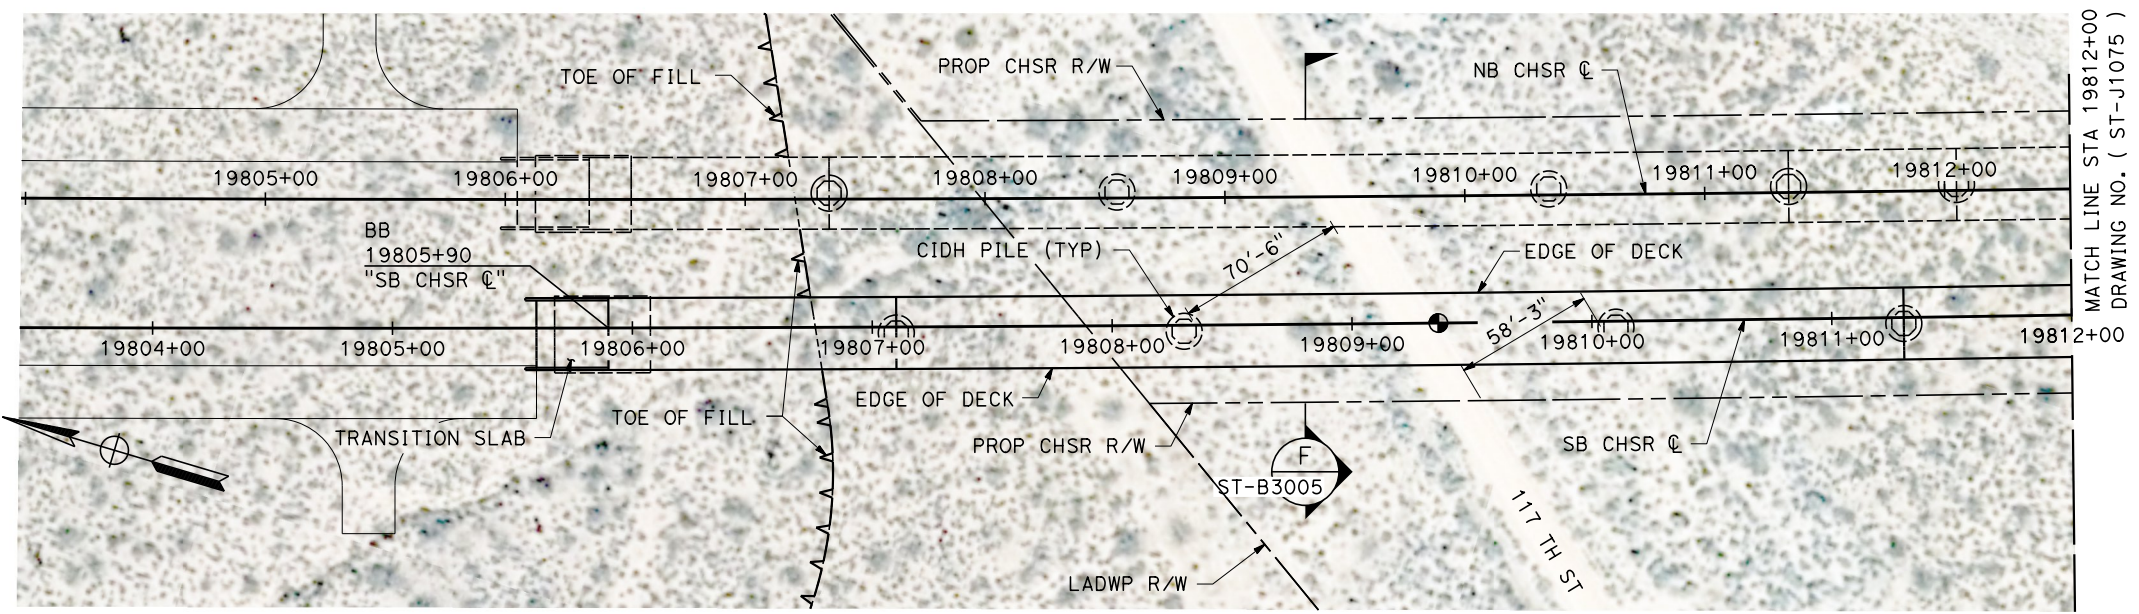 TOE OF FILL
PROP CHSR R/W
NB CHSR ℄
19805+00
19806+00
19807+00
19808+00
19809+00
19810+00
19811+00
19812+00
MATCH LINE STA 19812+00
DRAWING NO. ( ST-J1075 )
BB
19805+90
"SB CHSR ℄"
CIDH PILE (TYP)
70'-6"
EDGE OF DECK
58'-3"
19804+00
19805+00
19806+00
19807+00
19808+00
19809+00
19810+00
19811+00
19812+00
TRANSITION SLAB
TOE OF FILL
EDGE OF DECK
PROP CHSR R/W
F
ST-B3005
SB CHSR ℄
117 TH ST
LADWP R/W